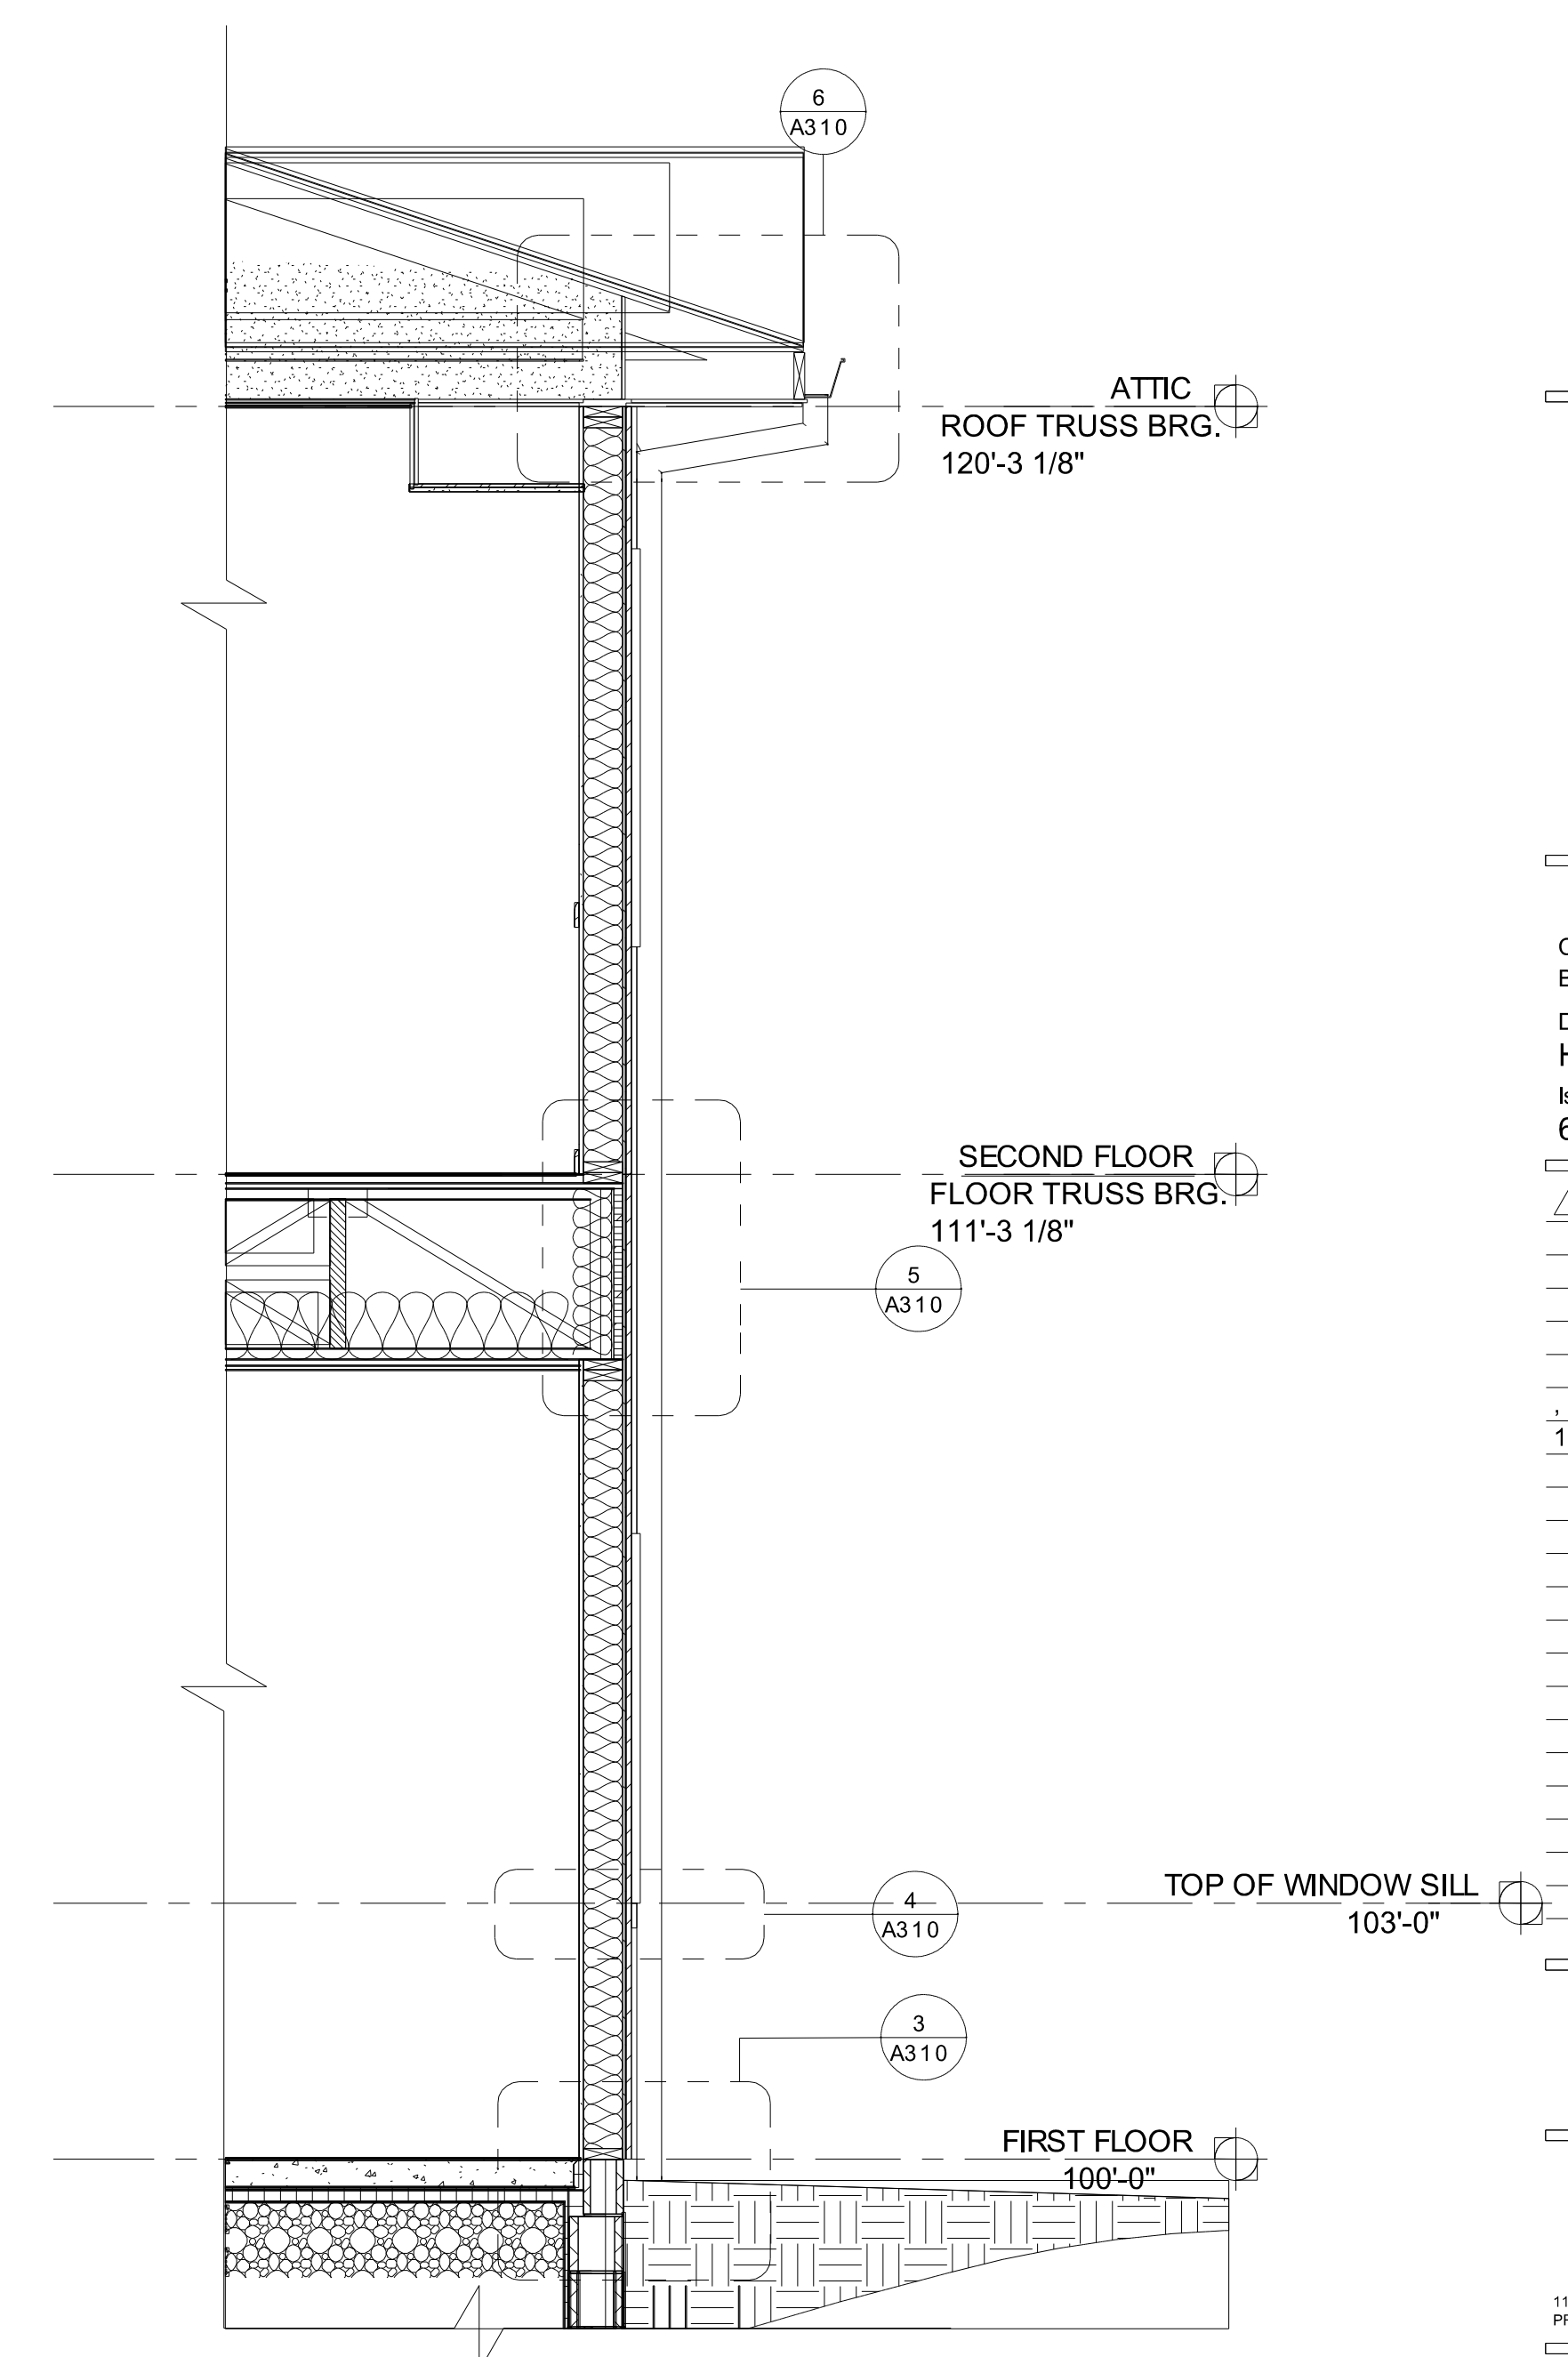 6
A310
ATTIC
ROOF TRUSS BRG.
120'-3 1/8"
SECOND FLOOR
FLOOR TRUSS BRG.
111'-3 1/8"
5
A310
TOP OF WINDOW SILL
103'-0"
4
A310
3
A310
FIRST FLOOR
100'-0"